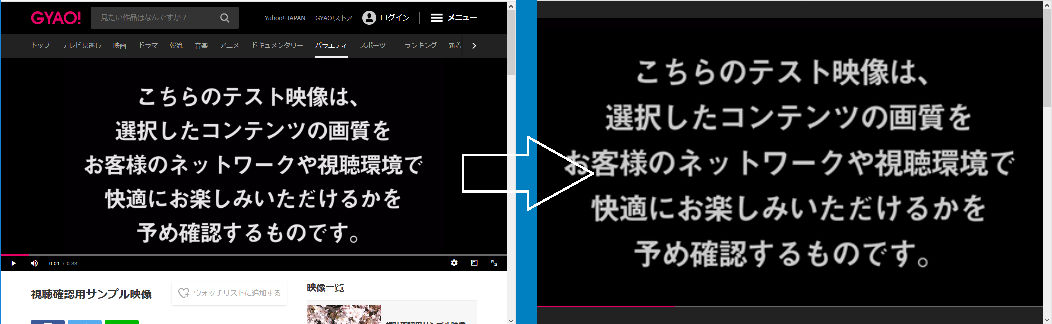 GYAO!
見たい作品はなんですか?
Yahoo! JAPAN
GYAO!ストア
ログイン
メニュー
トップ
テレビ見逃し
映画
ドラマ
音楽
アニメ
ドキュメンタリー
バラエティ
スポーツ
ランキング
こちらのテスト映像は、
選択したコンテンツの画質を
お客様のネットワークや視聴環境で
快適にお楽しみいただけるかを
予め確認するものです。
視聴確認用サンプル映像
ウォッチリストに追加する
映像一覧
こちらのテスト映像は、
選択したコンテンツの画質を
お客様のネットワークや視聴環境で
快適にお楽しみいただけるかを
予め確認するものです。